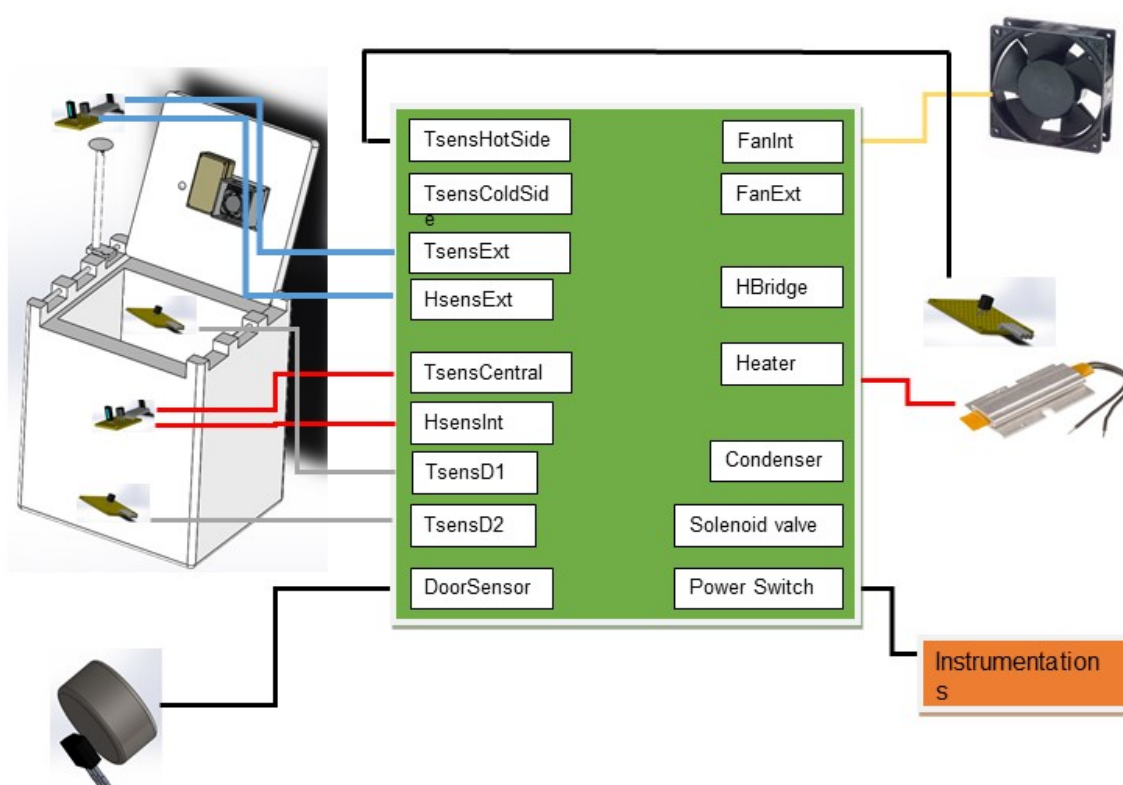 TsensHotSide
TsensColdSid
e
TsensExt
HsensExt
TsensCentral
HsensInt
TsensD1
TsensD2
DoorSensor
FanInt
FanExt
HBridge
Heater
Condenser
Solenoid valve
Power Switch
Instrumentation
s